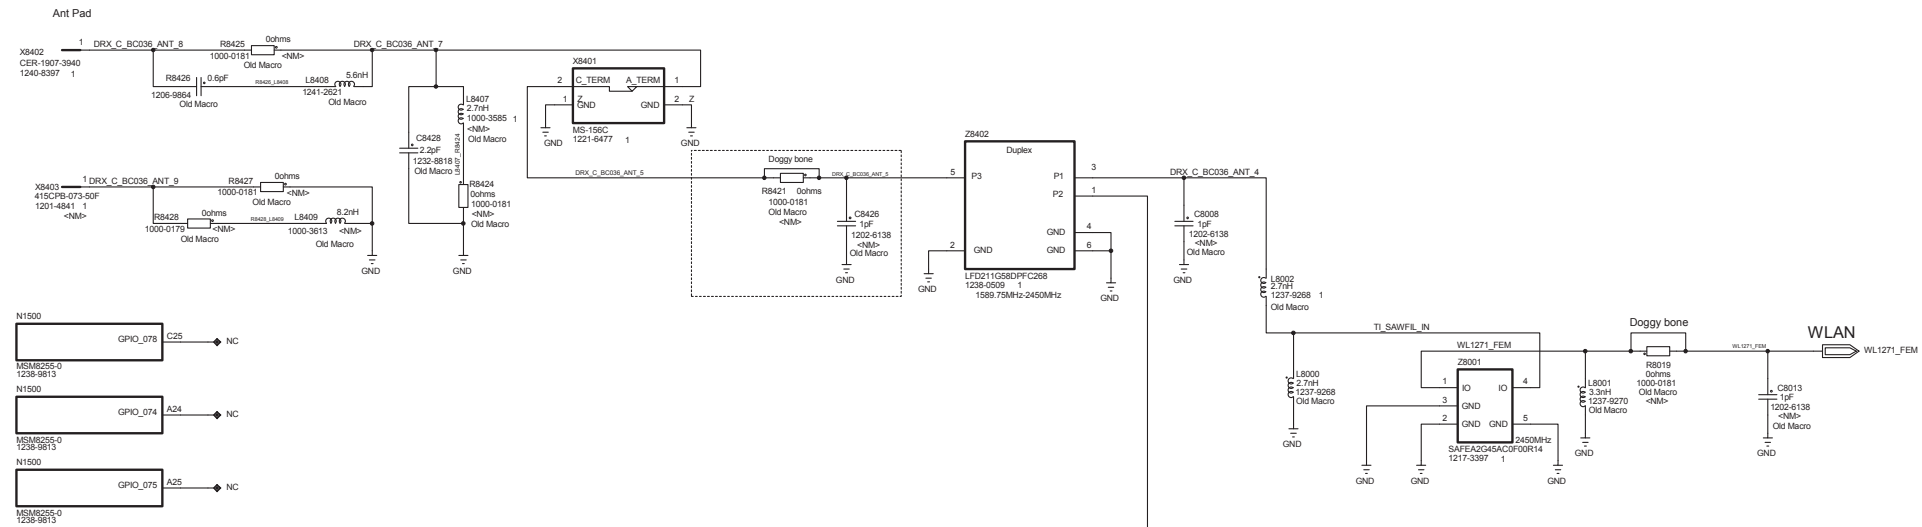 Ant Pad
X8402
CER-1907-3940
1240-8397 1
1
DRX_C_BC036_ANT_8
R8425
0ohms
1000-0181
<NM>
Old Macro
DRX_C_BC036_ANT_7
R8426
0.6pF
1206-9864
Old Macro
R8426_L8408
L8408
5.6nH
1241-2621
Old Macro
L8407
2.7nH
1000-3585 1
<NM>
Old Macro
C8428
2.2pF
1232-8818
Old Macro
L8407_R8424
R8424
0ohms
1000-0181
<NM>
Old Macro
GND
X8403
415CPB-073-50F
1201-4841 1
<NM>
1
DRX_C_BC036_ANT_9
R8427
0ohms
1000-0181
<NM>
Old Macro
R8428
0ohms
1000-0179
<NM>
Old Macro
R8428_L8409
L8409
8.2nH
1000-3613
<NM>
Old Macro
GND
X8401
2
C_TERM
A_TERM
1
1
Z
GND
GND
2
Z
MS-156C
1221-6477 1
GND
GND
DRX_C_BC036_ANT_5
Doggy bone
R8421
0ohms
1000-0181
Old Macro
<NM>
DRX_C_BC036_ANT_5
C8426
1pF
1202-6138
<NM>
Old Macro
GND
Z8402
Duplex
5
P3
P1
3
P2
1
GND
4
2
GND
GND
6
LFD211G58DPFC268
1238-0509 1
1589.75MHz-2450MHz
GND
GND
DRX_C_BC036_ANT_4
C8008
1pF
1202-6138
<NM>
Old Macro
GND
L8002
2.7nH
1237-9268 1
Old Macro
TI_SAWFIL_IN
L8000
2.7nH
1237-9268
Old Macro
GND
WL1271_FEM
Z8001
1
IO
IO
4
3
GND
2
GND
GND
5
2450MHz
SAFEA2G45AC0F00R14
1217-3397 1
GND
GND
GND
L8001
3.3nH
1237-9270
Old Macro
GND
Doggy bone
R8019
0ohms
1000-0181
Old Macro
<NM>
WL1271_FEM
WLAN
WL1271_FEM
C8013
1pF
1202-6138
<NM>
Old Macro
GND
N1500
GPIO_078
C25
NC
MSM8255-0
1238-9813
N1500
GPIO_074
A24
NC
MSM8255-0
1238-9813
N1500
GPIO_075
A25
NC
MSM8255-0
1238-9813